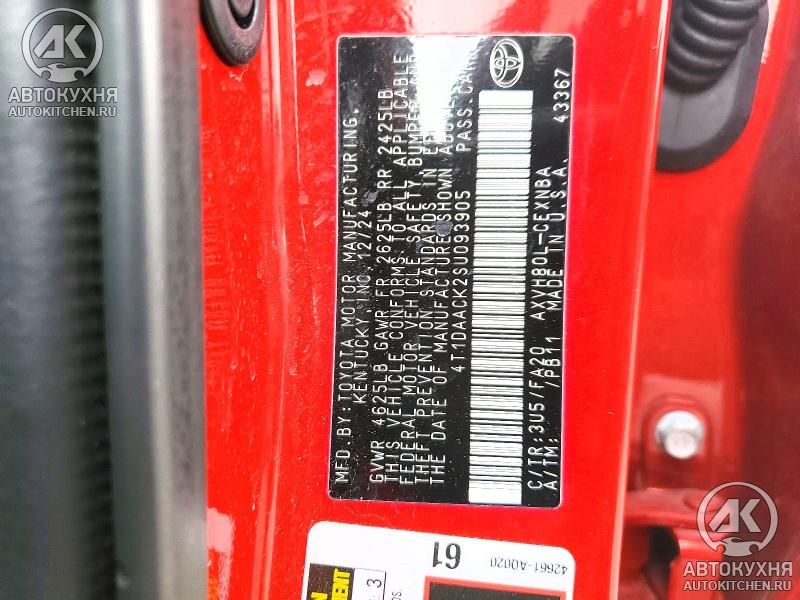 АВТОКУХНЯ
AUTOKITCHEN.RU
MFD. BY: TOYOTA MOTOR MANUFACTURING,
KENTUCKY, INC. 12/24
GVWR 4625LB GAWR FR 2625LB RR 2425LB
THIS VEHICLE CONFORMS TO ALL APPLICABLE
FEDERAL MOTOR VEHICLE SAFETY, BUMPER, AND
THEFT PREVENTION STANDARDS IN
THE DATE OF MANUFACTURE SHOWN
4T1DAACK2SU093905 PASS. CAR
C/TR: 3U5/FA20 AXVH80L-CEXNBA
A/TM: /PB11 MADE IN U.S.A. 43367
61
42661-A0020
3
АВТОКУХНЯ
AUTOKITCHEN.RU